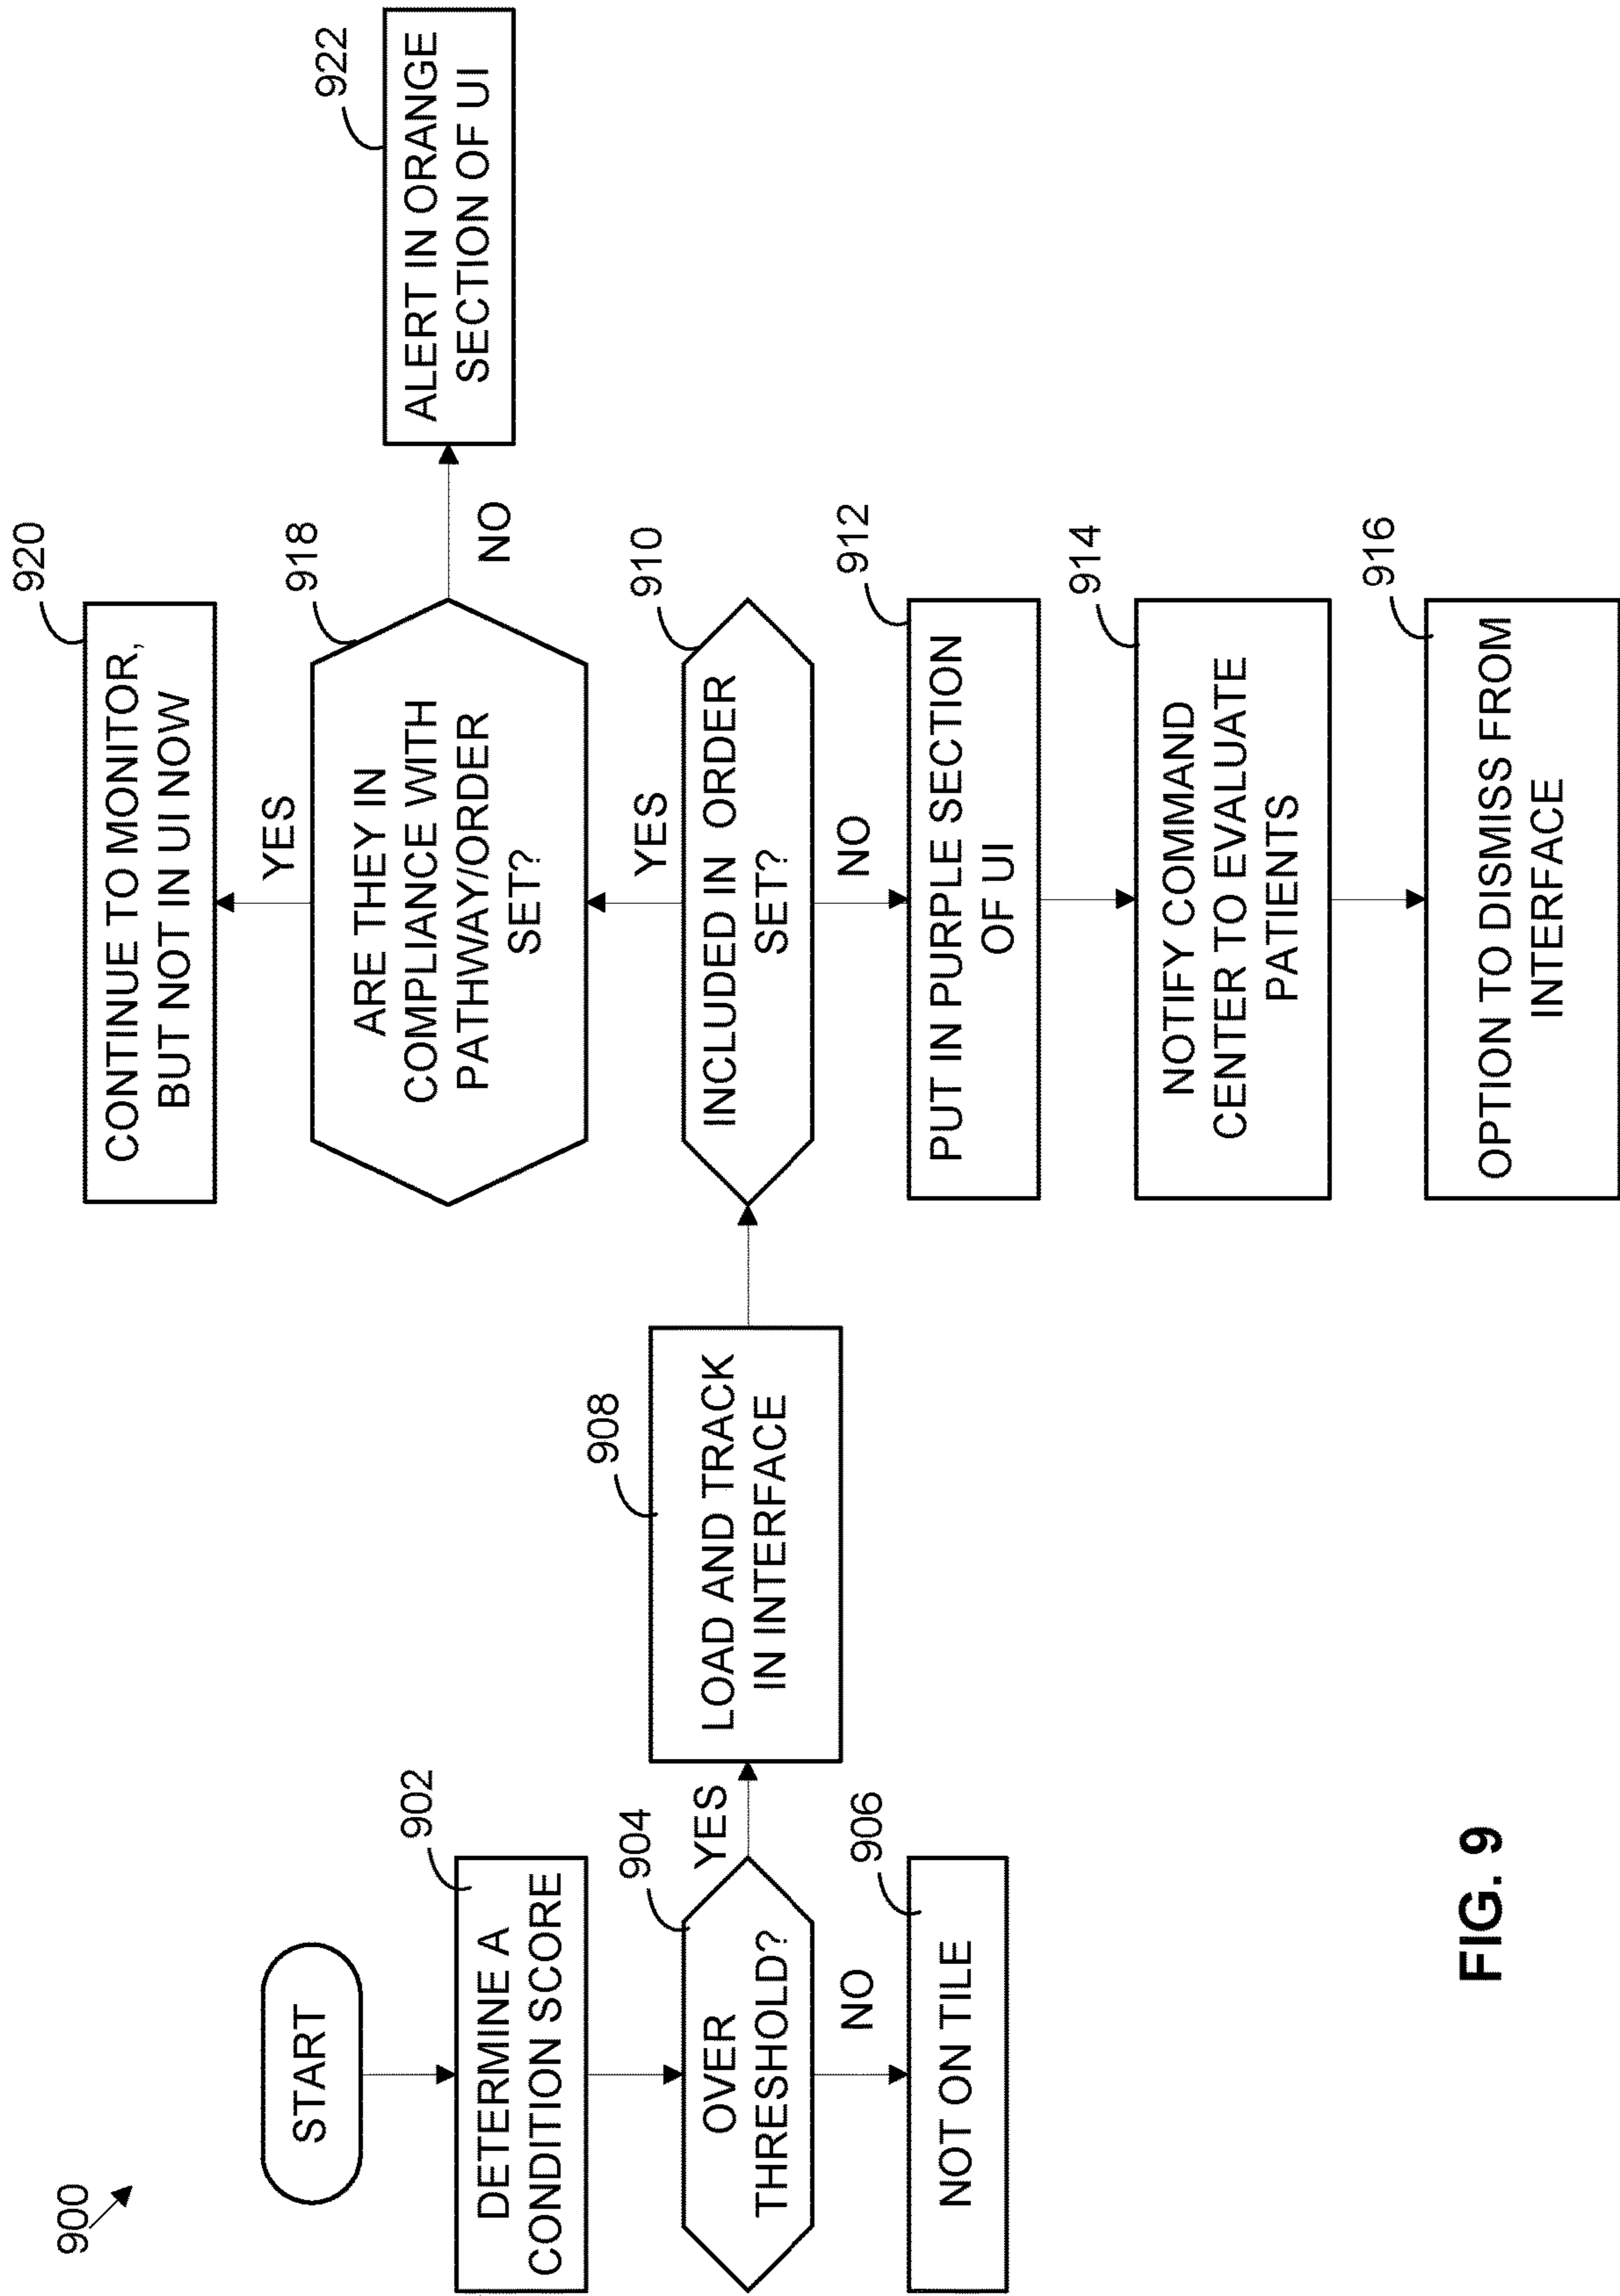 900
START
902
DETERMINE A
CONDITION SCORE
904
OVER
THRESHOLD?
YES
NO
906
NOT ON TILE
908
LOAD AND TRACK
IN INTERFACE
920
CONTINUE TO MONITOR,
BUT NOT IN UI NOW
YES
918
ARE THEY IN
COMPLIANCE WITH
PATHWAY/ORDER
SET?
NO
922
ALERT IN ORANGE
SECTION OF UI
YES
910
INCLUDED IN ORDER
SET?
NO
912
PUT IN PURPLE SECTION
OF UI
914
NOTIFY COMMAND
CENTER TO EVALUATE
PATIENTS
916
OPTION TO DISMISS FROM
INTERFACE
FIG. 9